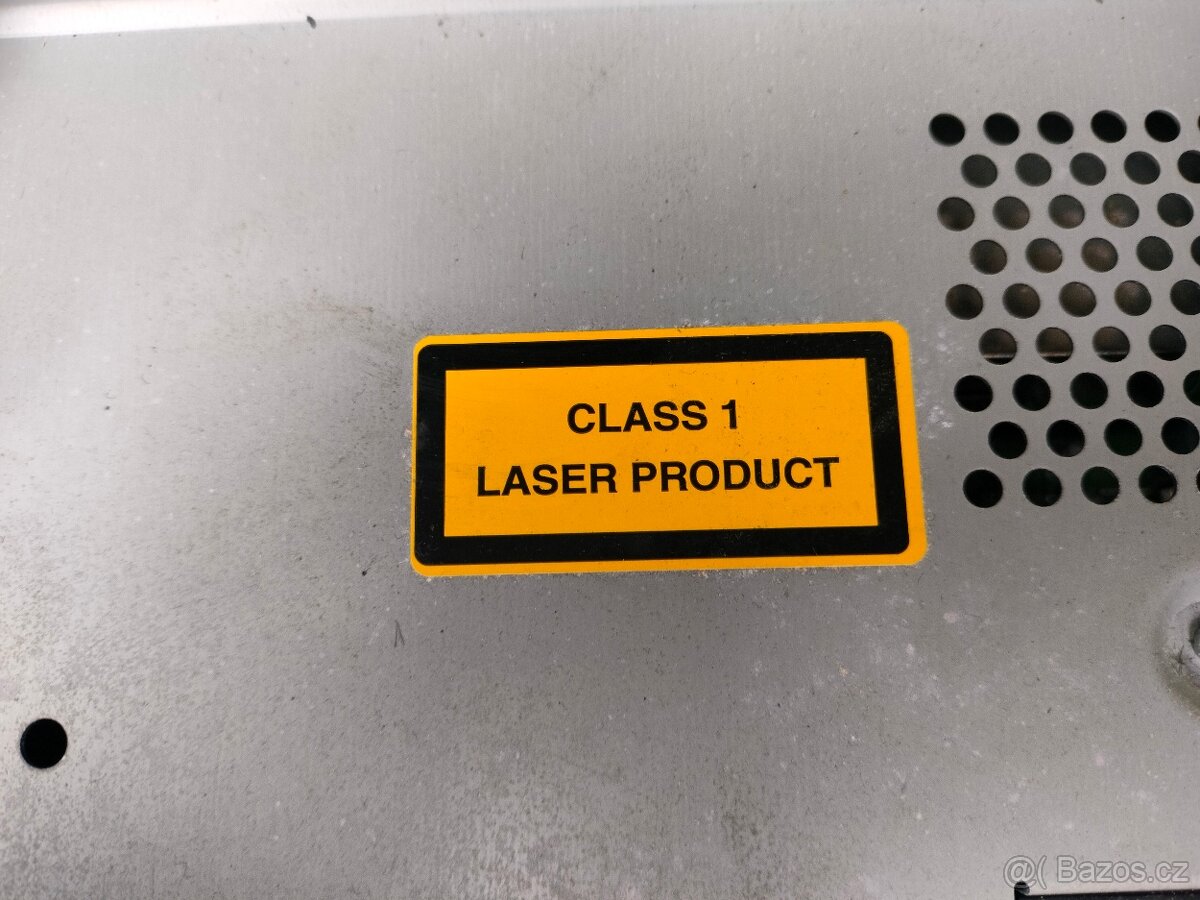 CLASS 1
LASER PRODUCT
@( Bazos.cz